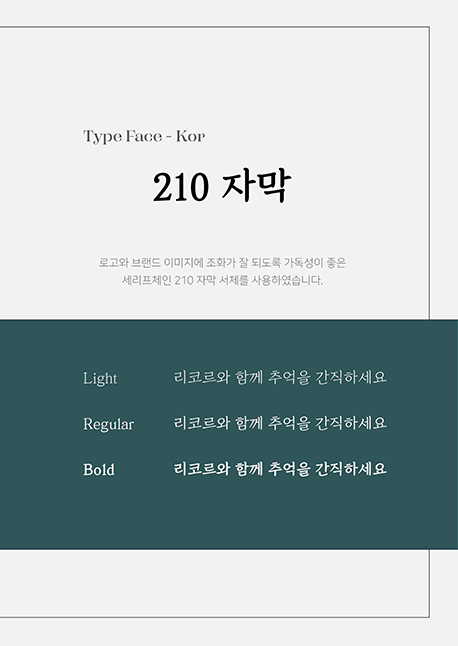 Type Face - Kor
210 자막
로고와 브랜드 이미지에 조화가 잘 되도록 가독성이 좋은
세리프체인 210 자막 서체를 사용하였습니다.
Light 리코르와 함께 추억을 간직하세요
Regular 리코르와 함께 추억을 간직하세요
Bold 리코르와 함께 추억을 간직하세요